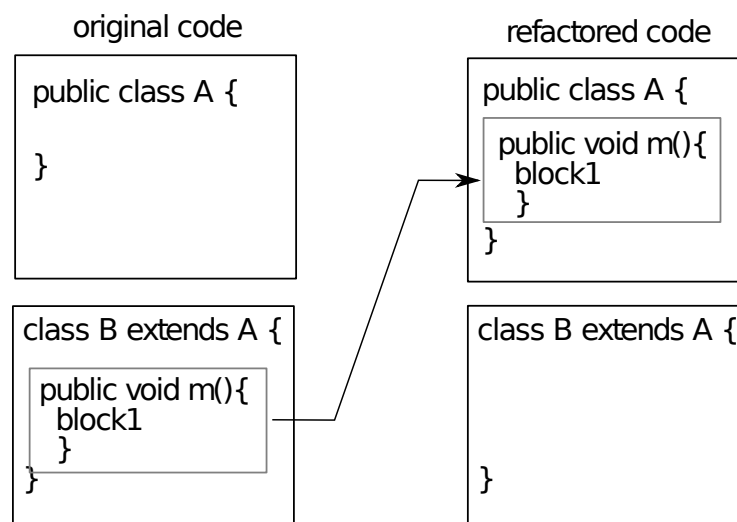 original code
public class A {
}
class B extends A {
public void m(){
block1
}
}
refactored code
public class A {
public void m(){
block1
}
}
class B extends A {
}